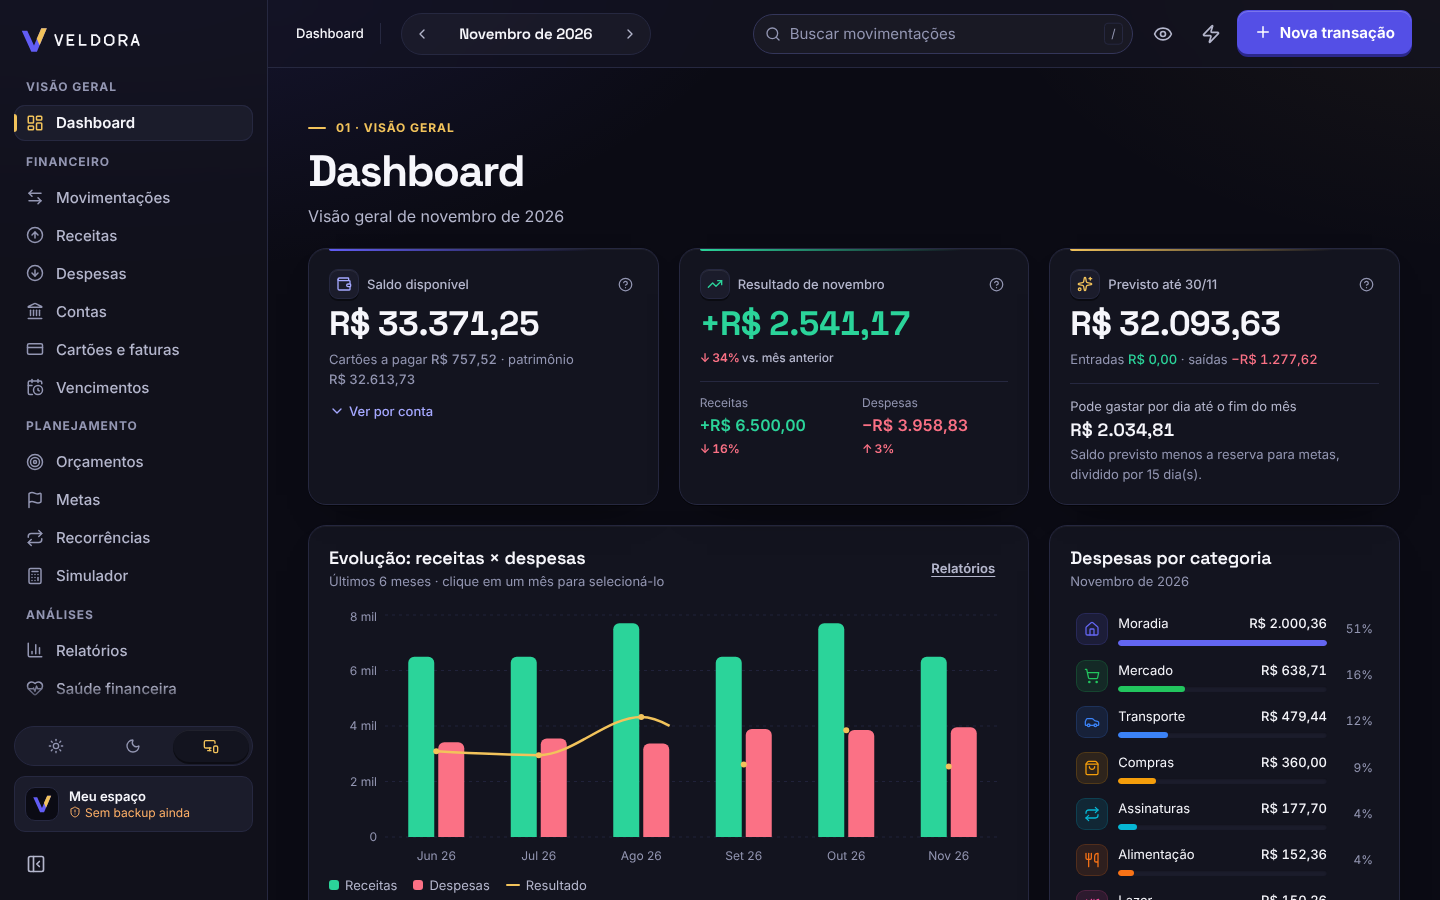 VELDORA
VISÃO GERAL
Dashboard
FINANCEIRO
Movimentações
Receitas
Despesas
Contas
Cartões e faturas
Vencimentos
PLANEJAMENTO
Orçamentos
Metas
Recorrências
Simulador
ANÁLISES
Relatórios
Saúde financeira
Meu espaço
Sem backup ainda
Dashboard
Novembro de 2026
Buscar movimentações
/
Nova transação
01 · VISÃO GERAL
Dashboard
Visão geral de novembro de 2026
Saldo disponível
R$ 33.371,25
Cartões a pagar R$ 757,52 · patrimônio
R$ 32.613,73
Ver por conta
Resultado de novembro
+R$ 2.541,17
↓ 34% vs. mês anterior
Receitas
+R$ 6.500,00
↓ 16%
Despesas
−R$ 3.958,83
↑ 3%
Previsto até 30/11
R$ 32.093,63
Entradas R$ 0,00 · saídas −R$ 1.277,62
Pode gastar por dia até o fim do mês
R$ 2.034,81
Saldo previsto menos a reserva para metas,
dividido por 15 dia(s).
Evolução: receitas × despesas
Últimos 6 meses · clique em um mês para selecioná-lo
Relatórios
8 mil
6 mil
4 mil
2 mil
0
Jun 26
Jul 26
Ago 26
Set 26
Out 26
Nov 26
Receitas
Despesas
Resultado
Despesas por categoria
Novembro de 2026
Moradia R$ 2.000,36 51%
Mercado R$ 638,71 16%
Transporte R$ 479,44 12%
Compras R$ 360,00 9%
Assinaturas R$ 177,70 4%
Alimentação R$ 152,36 4%